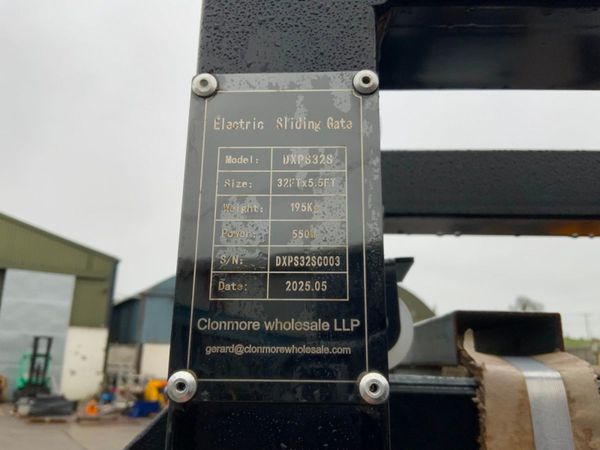 Electric Sliding Gate
Model: DXPS32S
Size: 32FTx5.5FT
Weight: 195Kg
Power: 550W
S/N: DXPS32SC003
Date: 2025.05
Clonmore wholesale LLP
gerard@clonmorewholesale.com